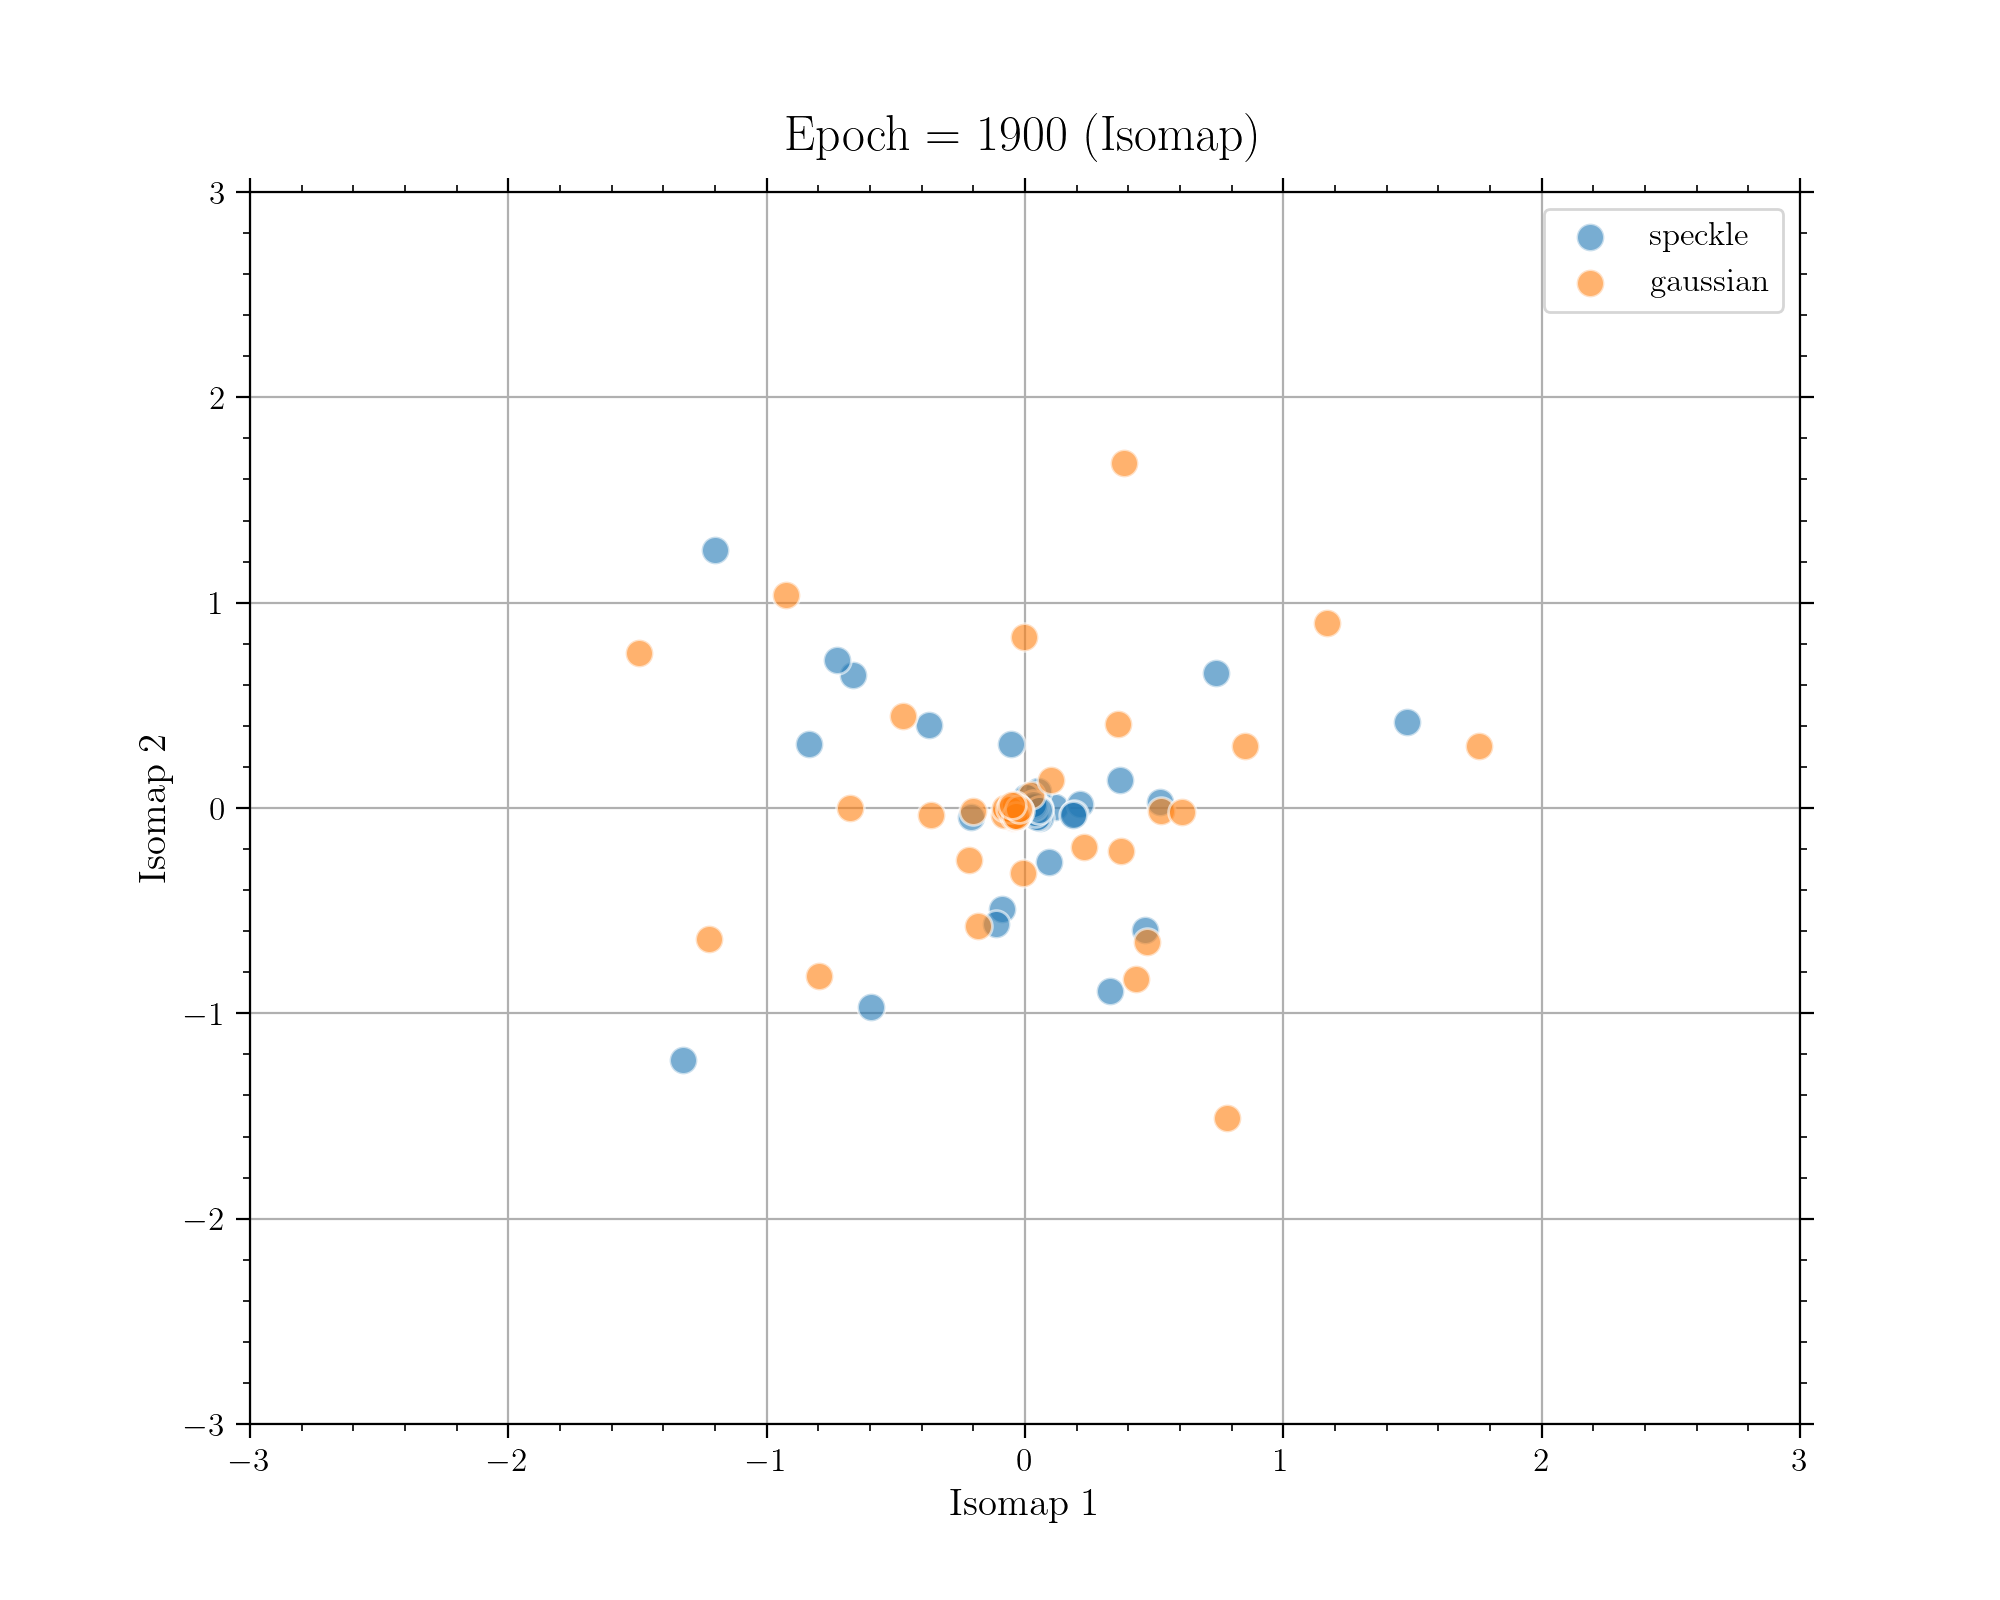 Epoch = 1900 (Isomap)
speckle
gaussian
Isomap 2
3
2
1
0
−1
−2
−3
−3 −2 −1 0 1 2 3
Isomap 1